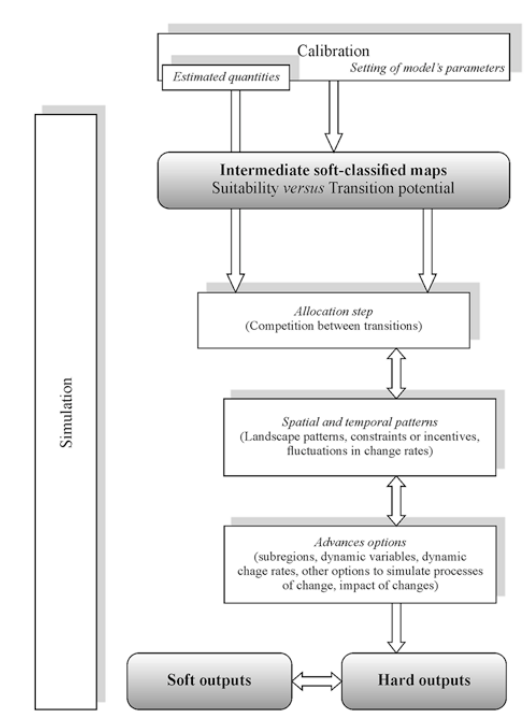 Calibration
Setting of model's parameters
Estimated quantities
Intermediate soft-classified maps
Suitability versus Transition potential
Allocation step
(Competition between transitions)
Simulation
Spatial and temporal patterns
(Landscape patterns, constraints or incentives,
fluctuations in change rates)
Advances options
(subregions, dynamic variables, dynamic
chage rates, other options to simulate processes
of change, impact of changes)
Soft outputs
Hard outputs